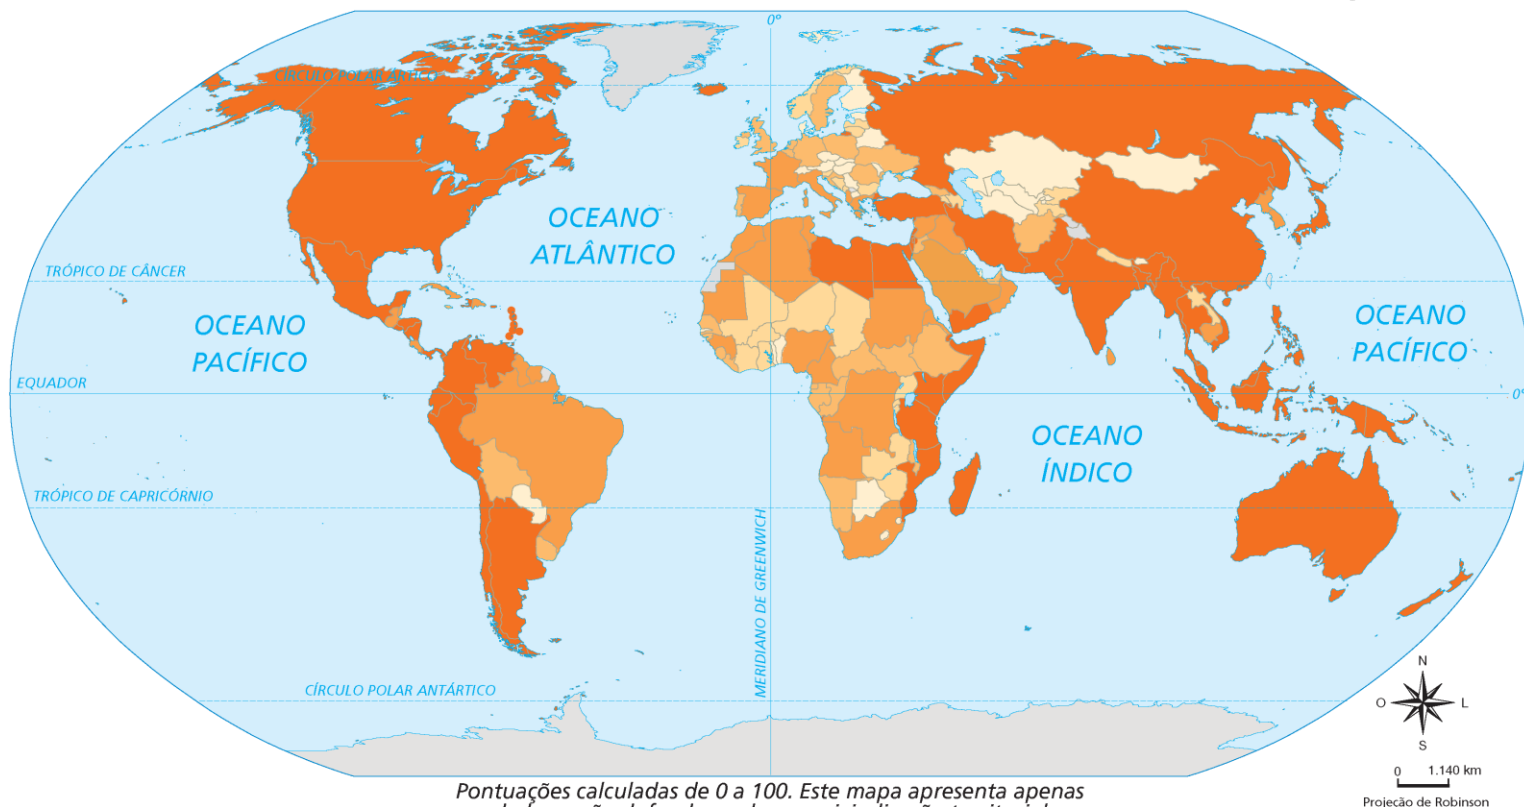 0°
CÍRCULO POLAR ÁRTICO
OCEANO
ATLÂNTICO
TRÓPICO DE CÂNCER
OCEANO
PACÍFICO
OCEANO
PACÍFICO
EQUADOR
0°
OCEANO
ÍNDICO
TRÓPICO DE CAPRICÓRNIO
MERIDIANO DE GREENWICH
CÍRCULO POLAR ANTÁRTICO
N
O
L
S
0 1.140 km
Projeção de Robinson
Pontuações calculadas de 0 a 100. Este mapa apresenta apenas